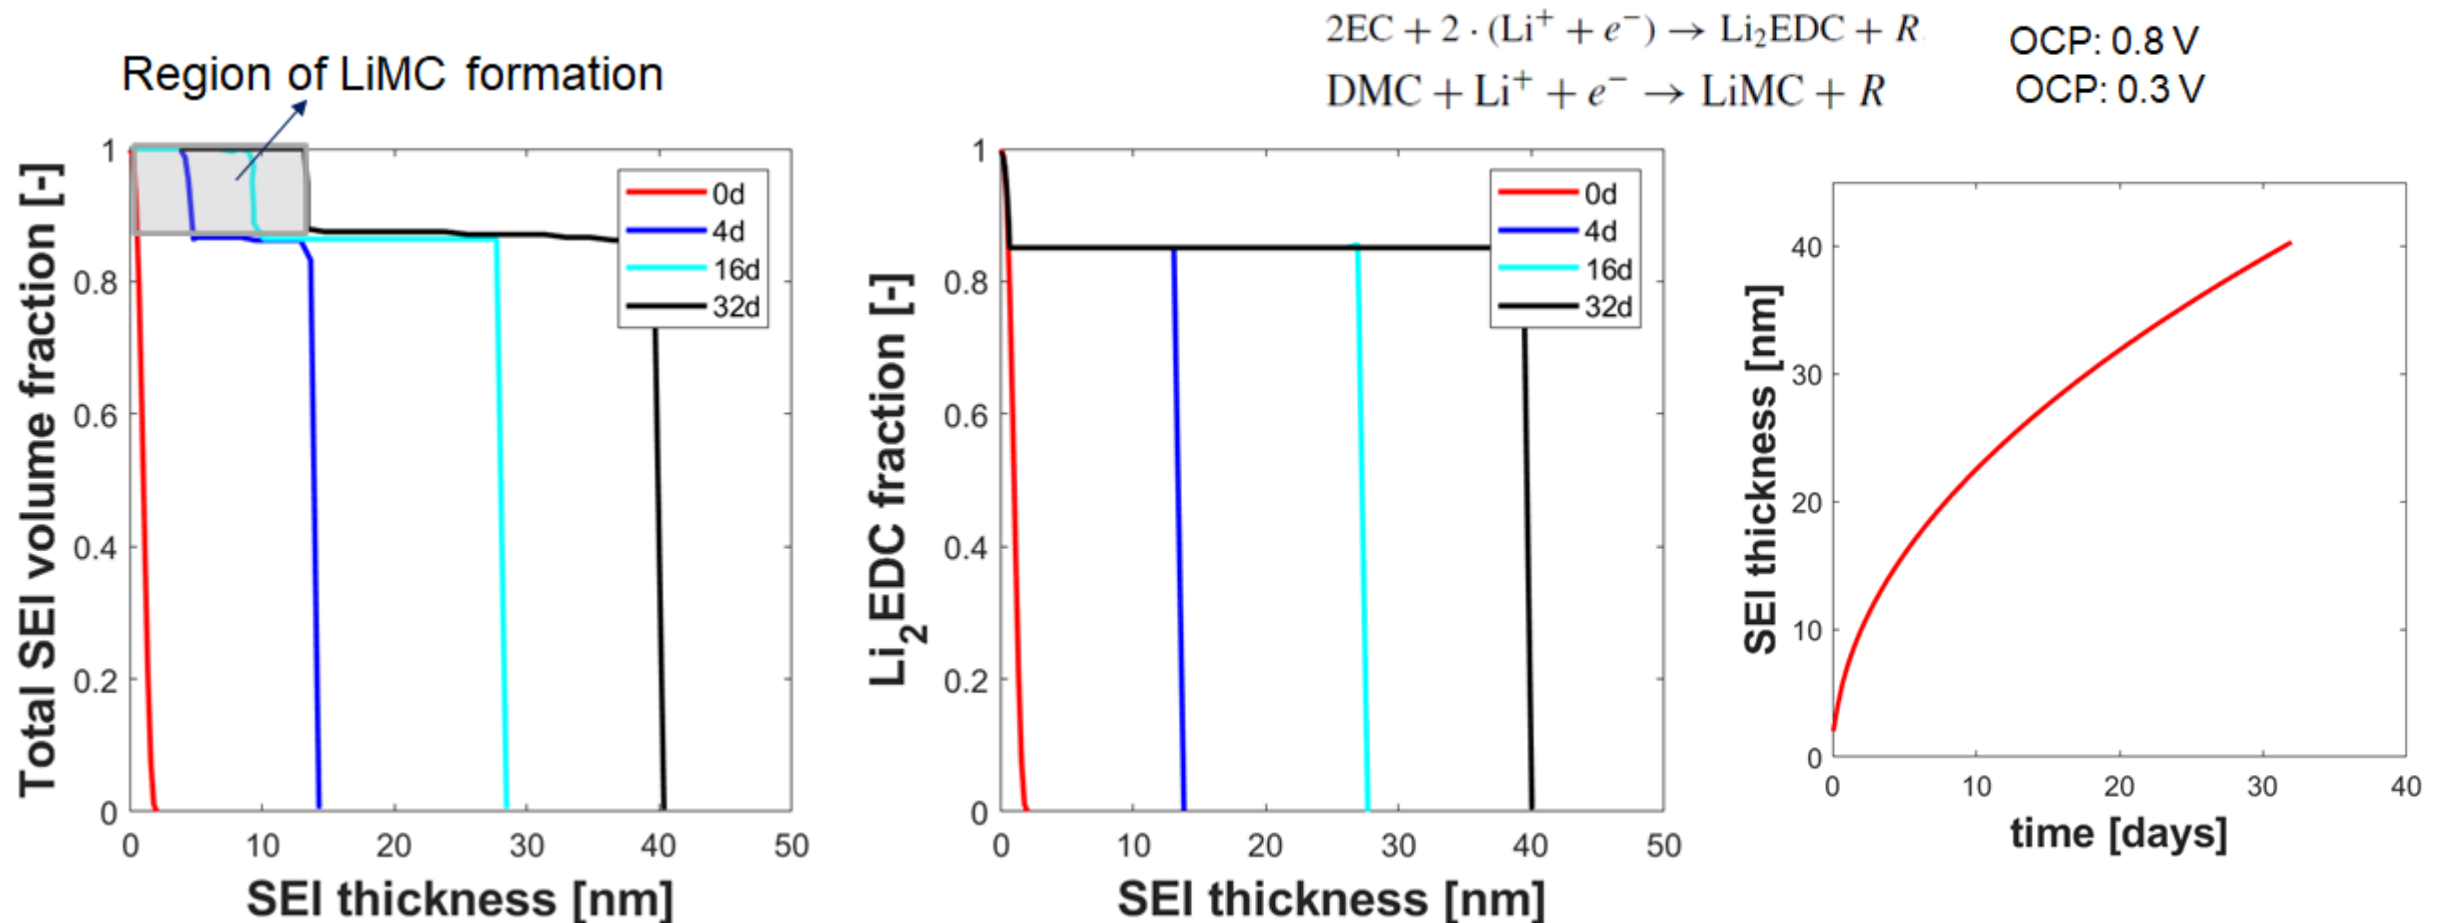 2EC + 2 · (Li⁺ + e⁻) → Li₂EDC + R.
OCP: 0.8 V
DMC + Li⁺ + e⁻ → LiMC + R
OCP: 0.3 V
Region of LiMC formation
Total SEI volume fraction [-]
1
0.8
0.6
0.4
0.2
0
0 10 20 30 40 50
SEI thickness [nm]
0d
4d
16d
32d
Li₂EDC fraction [-]
1
0.8
0.6
0.4
0.2
0
0 10 20 30 40 50
SEI thickness [nm]
0d
4d
16d
32d
SEI thickness [nm]
40
30
20
10
0
0 10 20 30 40
time [days]